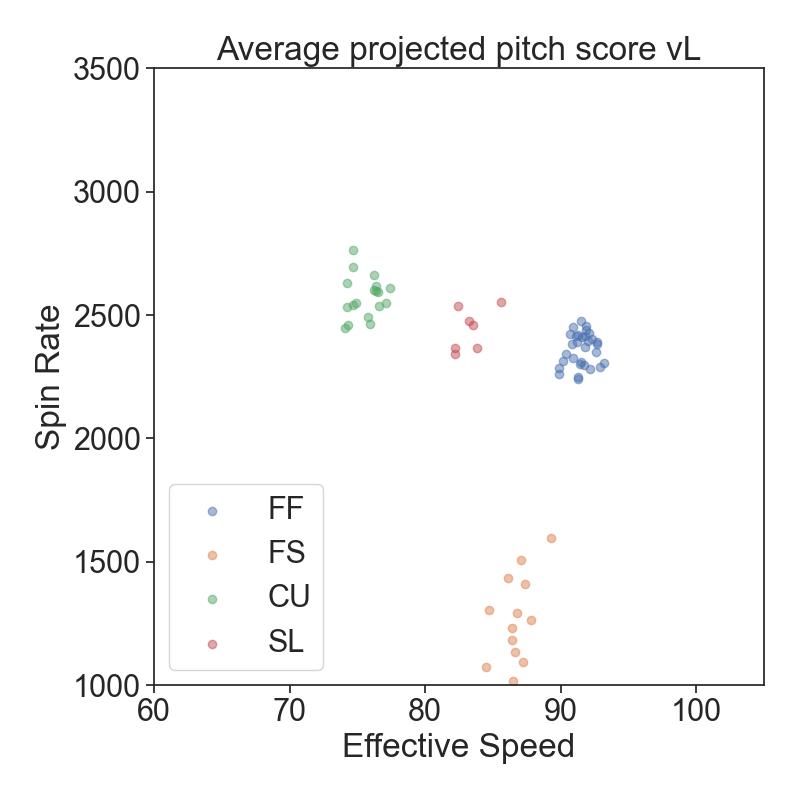 Average projected pitch score vL
3500
3000
2500
2000
1500
1000
Spin Rate
FF
FS
CU
SL
60 70 80 90 100
Effective Speed